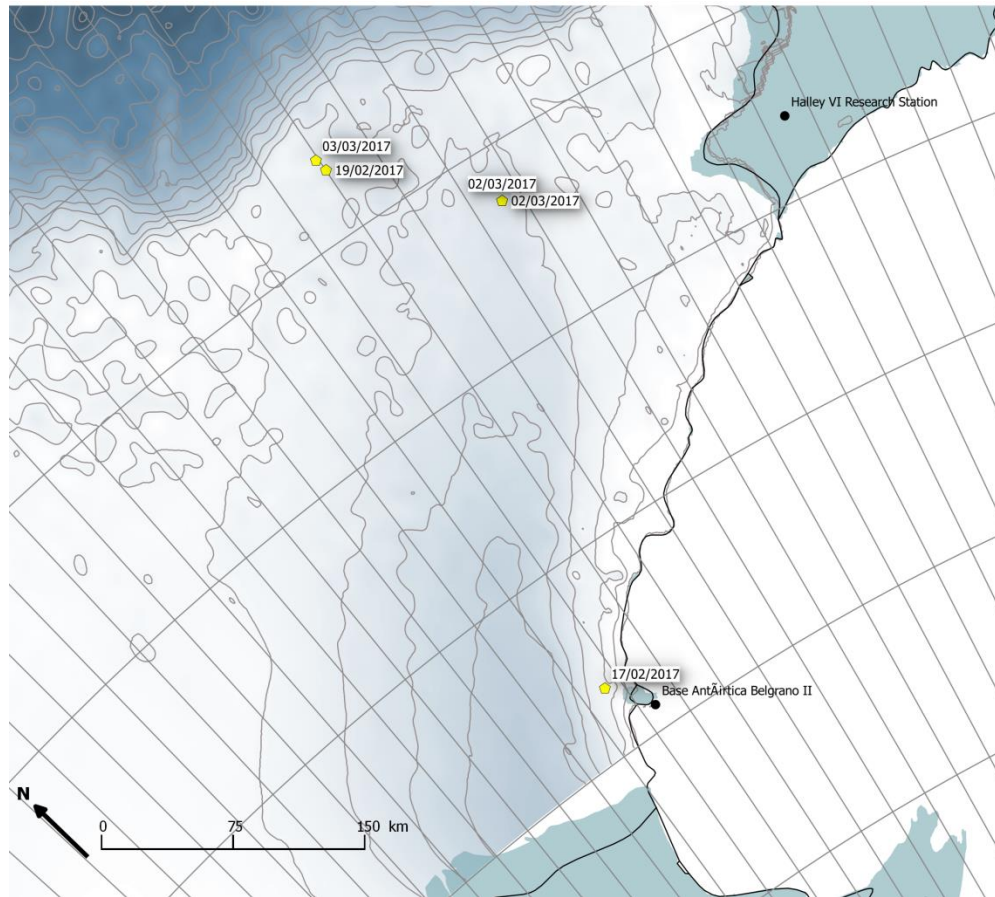 Halley VI Research Station
03/03/2017
19/02/2017
02/03/2017
02/03/2017
17/02/2017
Base AntÃirtica Belgrano II
N
0 75 150 km